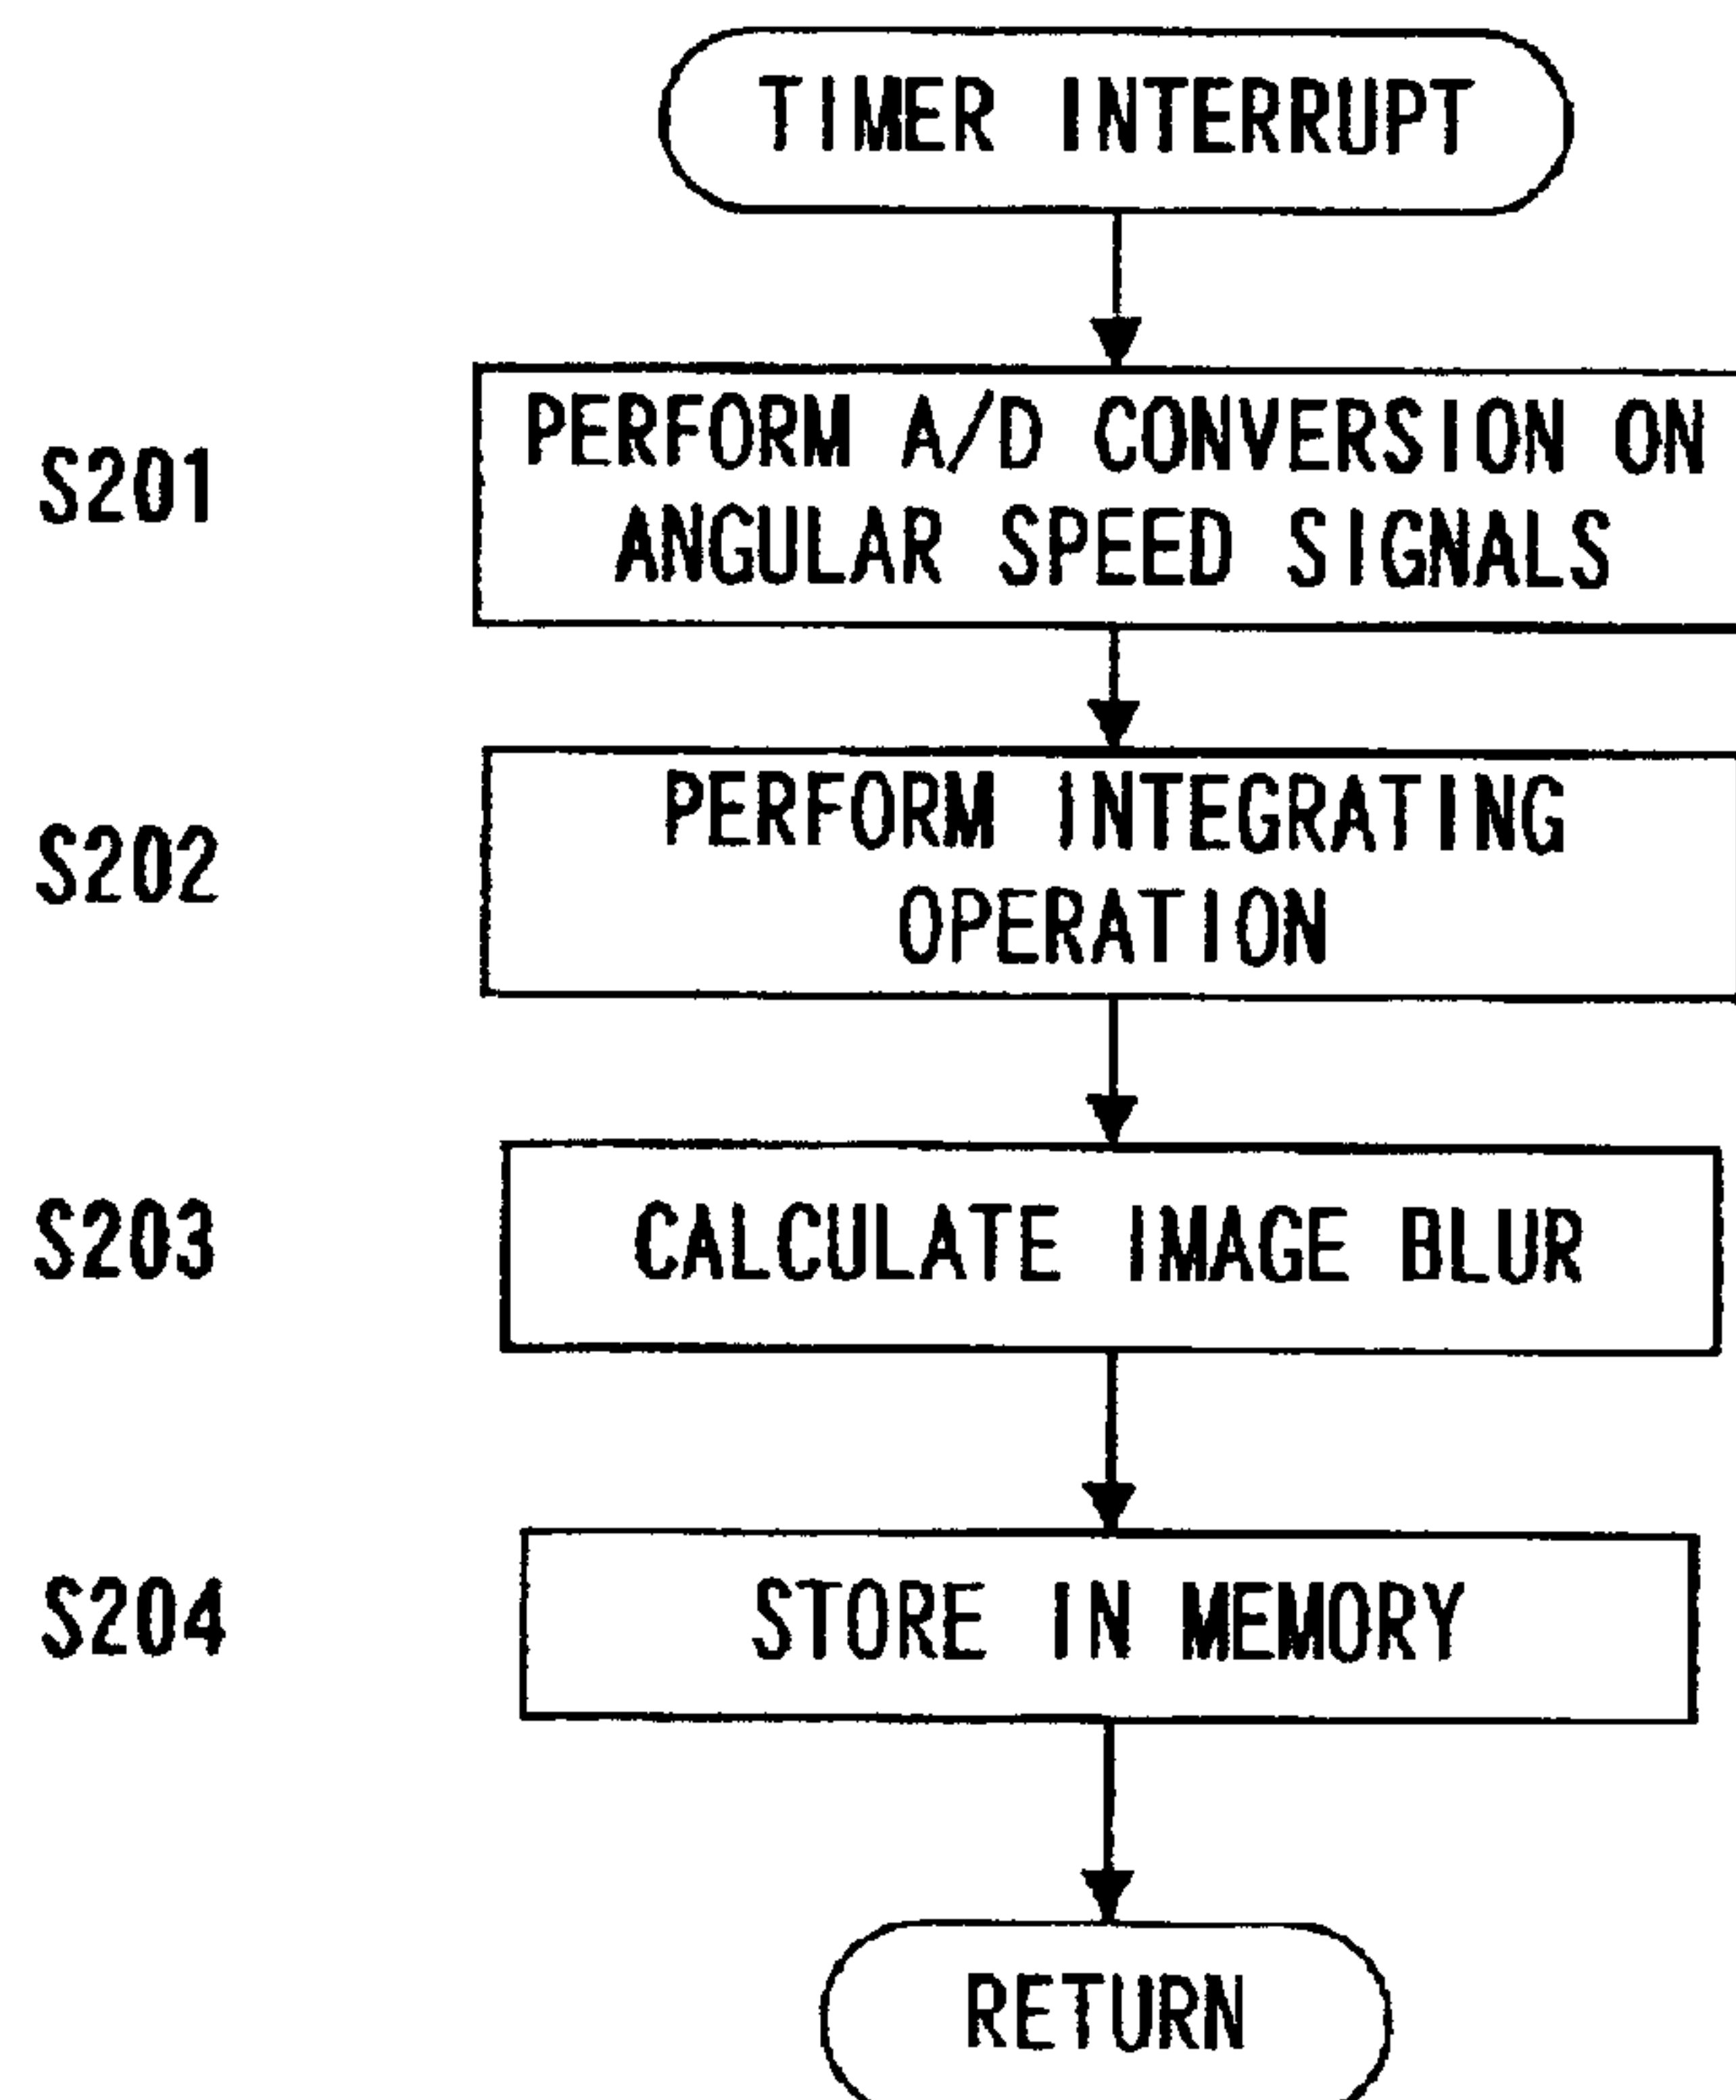 TIMER INTERRUPT
S201
PERFORM A/D CONVERSION ON
ANGULAR SPEED SIGNALS
S202
PERFORM INTEGRATING
OPERATION
S203
CALCULATE IMAGE BLUR
S204
STORE IN MEMORY
RETURN